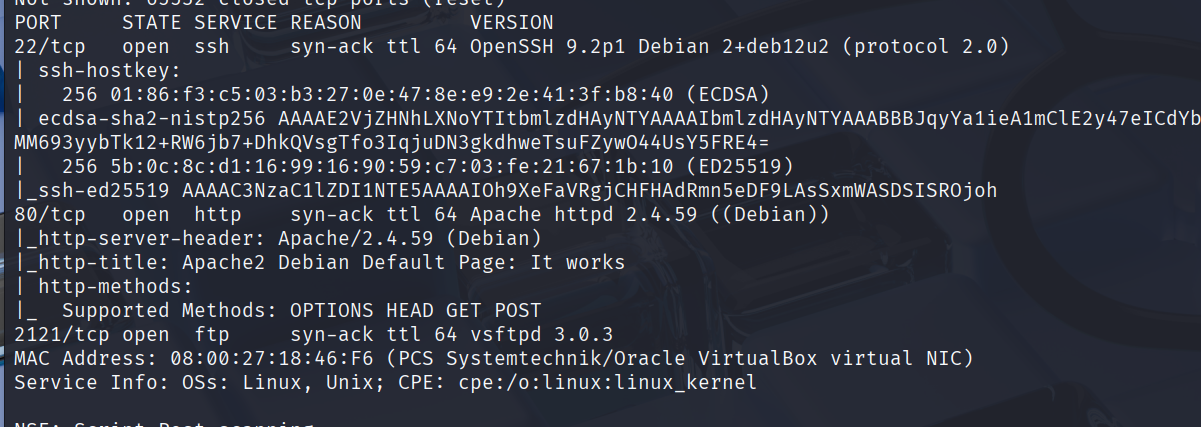 Not shown: 65532 closed tcp ports (reset)
PORT     STATE SERVICE REASON         VERSION
22/tcp   open  ssh     syn-ack ttl 64 OpenSSH 9.2p1 Debian 2+deb12u2 (protocol 2.0)
| ssh-hostkey:
|   256 01:86:f3:c5:03:b3:27:0e:47:8e:e9:2e:41:3f:b8:40 (ECDSA)
| ecdsa-sha2-nistp256 AAAAE2VjZHNhLXNoYTItbmlzdHAyNTYAAAAIbmlzdHAyNTYAAABBBJqyYa1ieA1mClE2y47eICdYb
MM693yybTk12+RW6jb7+DhkQVsgTfo3IqjuDN3gkdhweTsuFZywO44UsY5FRE4=
|   256 5b:0c:8c:d1:16:99:16:90:59:c7:03:fe:21:67:1b:10 (ED25519)
|_ssh-ed25519 AAAAC3NzaC1lZDI1NTE5AAAAIOh9XeFaVRgjCHFHAdRmn5eDF9LAsSxmWASDSISROjoh
80/tcp   open  http    syn-ack ttl 64 Apache httpd 2.4.59 ((Debian))
|_http-server-header: Apache/2.4.59 (Debian)
|_http-title: Apache2 Debian Default Page: It works
| http-methods:
|_  Supported Methods: OPTIONS HEAD GET POST
2121/tcp open  ftp     syn-ack ttl 64 vsftpd 3.0.3
MAC Address: 08:00:27:18:46:F6 (PCS Systemtechnik/Oracle VirtualBox virtual NIC)
Service Info: OSs: Linux, Unix; CPE: cpe:/o:linux:linux_kernel
NSE: Script Post-scanning.